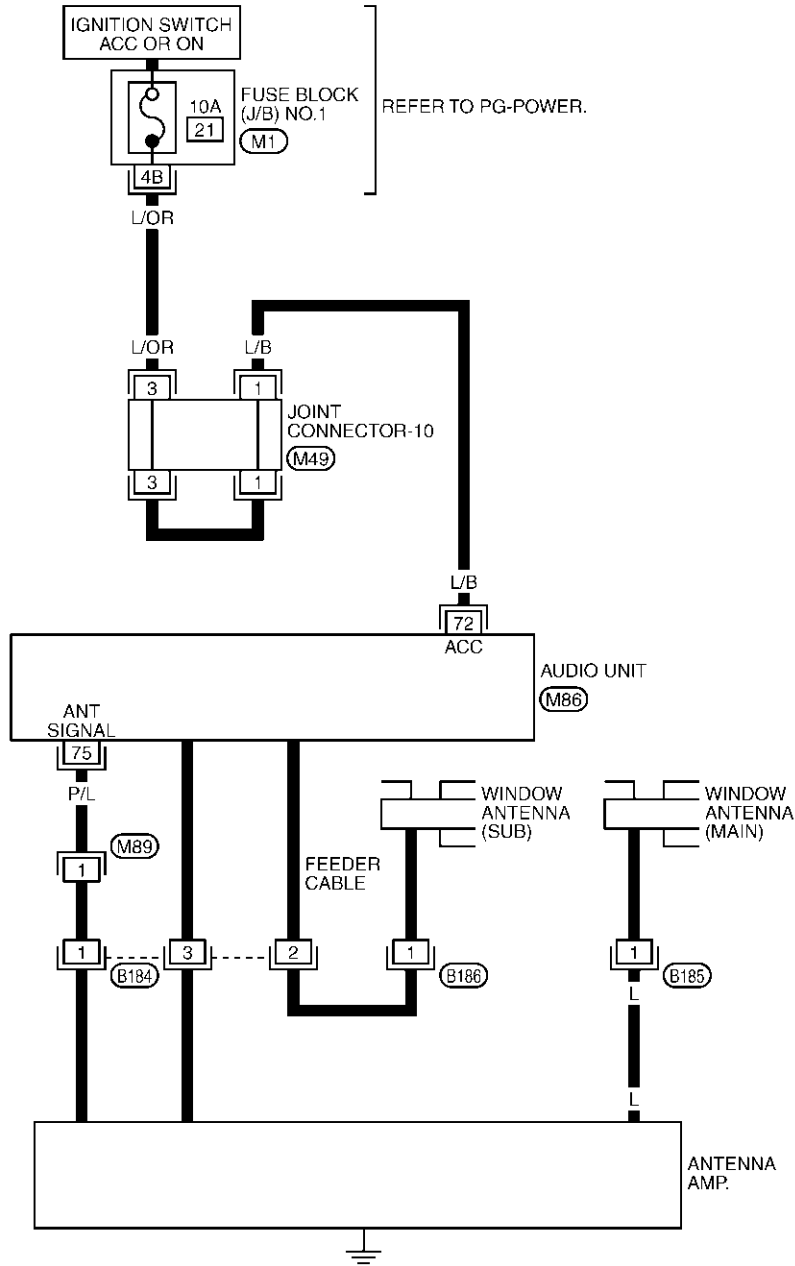 IGNITION SWITCH
ACC OR ON
10A
21
FUSE BLOCK
(J/B) NO.1
M1
REFER TO PG-POWER.
4B
L/OR
L/OR
L/B
3
1
JOINT
CONNECTOR-10
M49
3
1
L/B
72
ACC
AUDIO UNIT
M86
ANT
SIGNAL
75
P/L
WINDOW
ANTENNA
(SUB)
WINDOW
ANTENNA
(MAIN)
M89
1
FEEDER
CABLE
1
3
2
1
1
B184
B186
B185
L
L
ANTENNA
AMP.